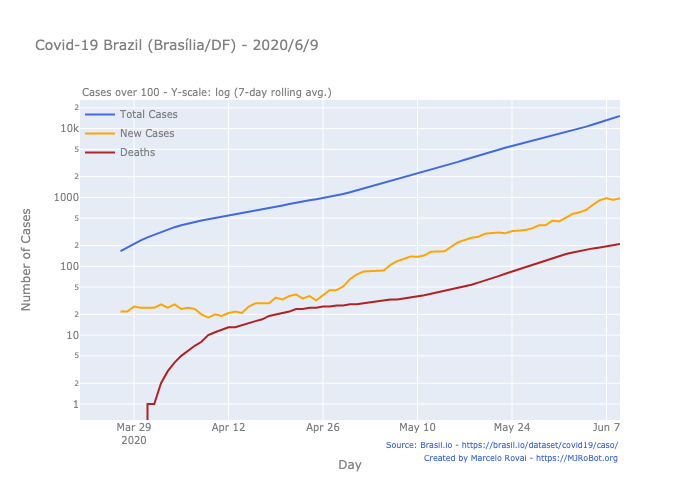 Covid-19 Brazil (Brasília/DF) - 2020/6/9
Cases over 100 - Y-scale: log (7-day rolling avg.)
Total Cases
New Cases
Deaths
2
10k
5
2
1000
5
2
100
5
2
10
5
2
1
Number of Cases
Mar 29
2020
Apr 12
Apr 26
May 10
May 24
Jun 7
Day
Source: Brasil.io - https://brasil.io/dataset/covid19/caso/
Created by Marcelo Rovai - https://MJRoBot.org